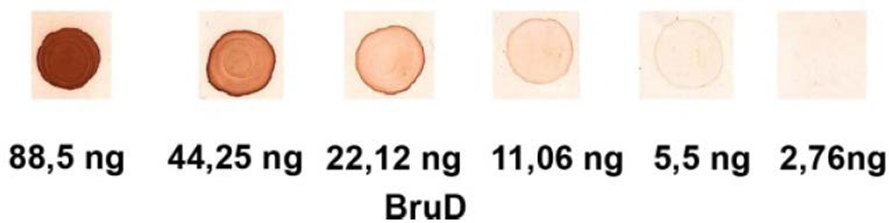 88,5 ng 44,25 ng 22,12 ng 11,06 ng 5,5 ng 2,76ng
BruD